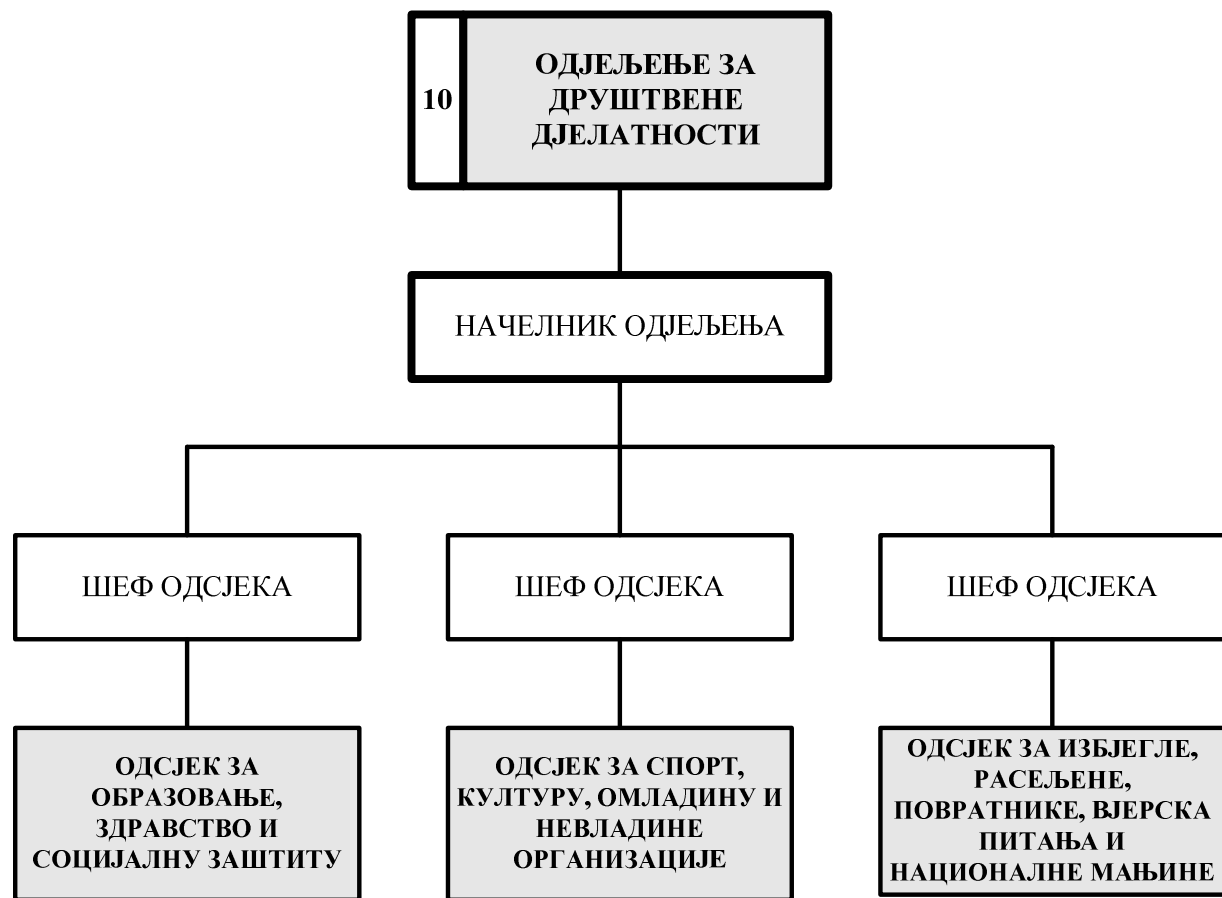 10
ОДЈЕЉЕЊЕ ЗА
ДРУШТВЕНЕ
ДЈЕЛАТНОСТИ
НАЧЕЛНИК ОДЈЕЉЕЊА
ШЕФ ОДСЈЕКА
ШЕФ ОДСЈЕКА
ШЕФ ОДСЈЕКА
ОДСЈЕК ЗА
ОБРАЗОВАЊЕ,
ЗДРАВСТВО И
СОЦИЈАЛНУ ЗАШТИТУ
ОДСЈЕК ЗА СПОРТ,
КУЛТУРУ, ОМЛАДИНУ И
НЕВЛАДИНЕ
ОРГАНИЗАЦИЈЕ
ОДСЈЕК ЗА ИЗБЈЕГЛЕ,
РАСЕЉЕНЕ,
ПОВРАТНИКЕ, ВЈЕРСКА
ПИТАЊА И
НАЦИОНАЛНЕ МАЊИНЕ